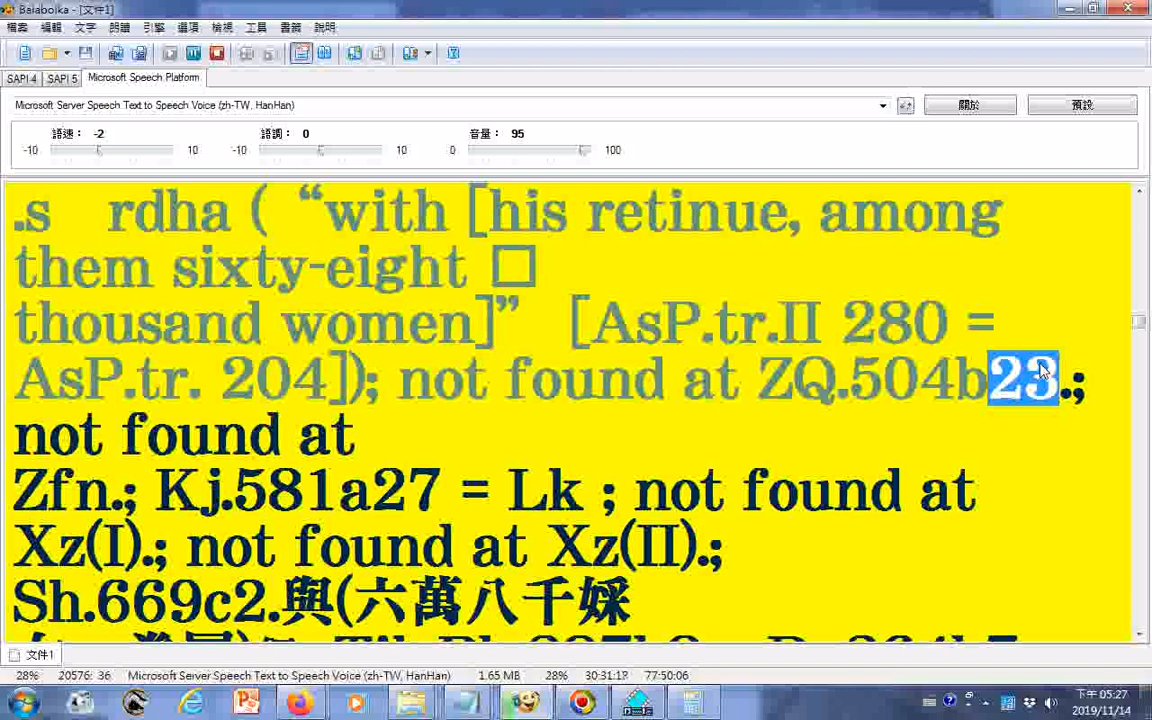 Balabolka - [文件1]
檔案 編輯 文字 朗讀 引擎 選項 檢視 工具 書籤 說明
SAPI 4 SAPI 5 Microsoft Speech Platform
Microsoft Server Speech Text to Speech Voice (zh-TW, HanHan) 關於 預設
語速： -2 語調： 0 音量： 95
-10 10 -10 10 0 100
.s rdha ( “with [his retinue, among
them sixty-eight □
thousand women]” [AsP.tr.II 280 =
AsP.tr. 204]); not found at ZQ.504b23.;
not found at
Zfn.; Kj.581a27 = Lk ; not found at
Xz(I).; not found at Xz(II).;
Sh.669c2.與(六萬八千婇
文件1
28% 20576: 36 Microsoft Server Speech Text to Speech Voice (zh-TW, HanHan) 1.65 MB 28% 30:31:18 77:50:06
下午 05:27
2019/11/14